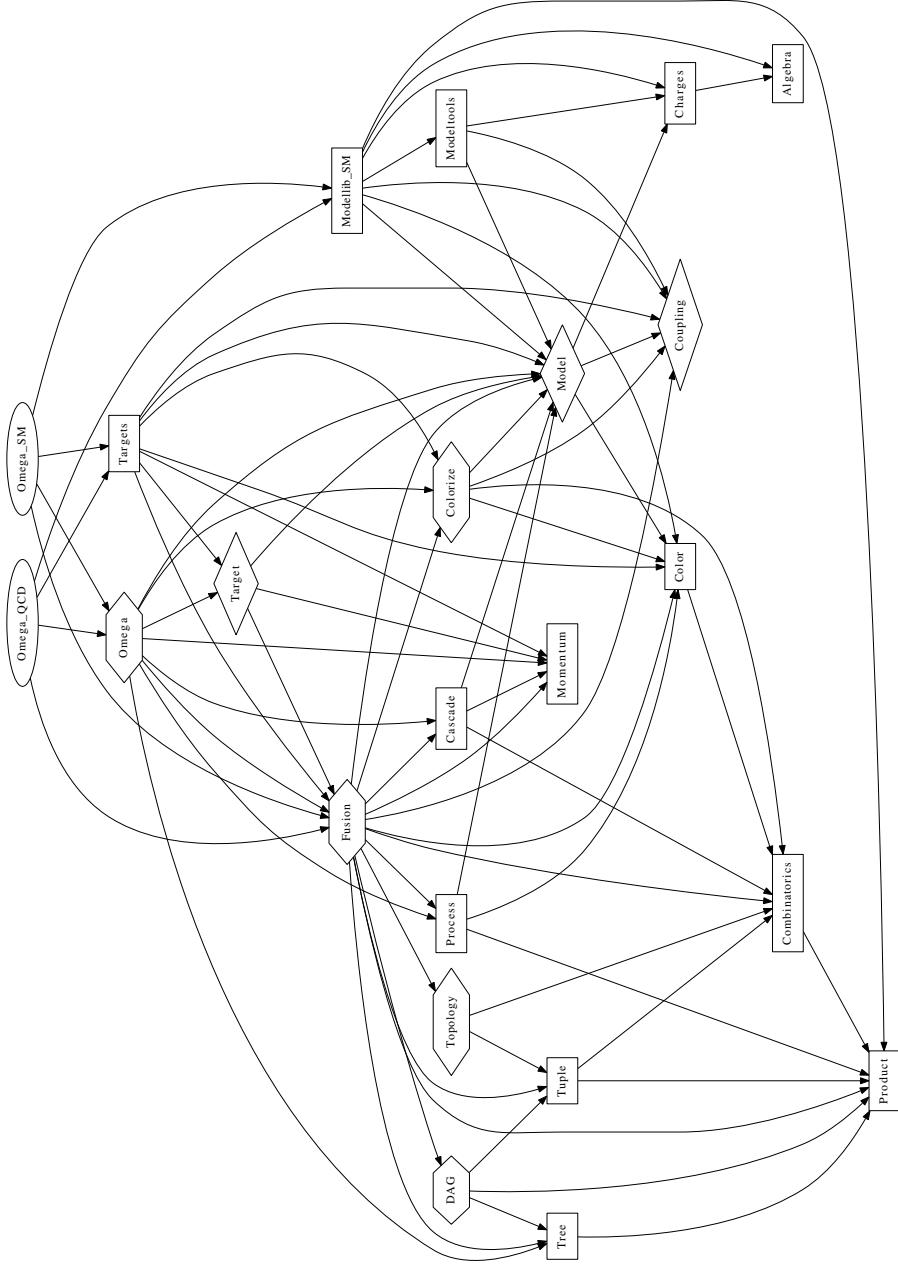 Omega_SM
Omega_QCD
Targets
Omega
Target
Modellib_SM
Fusion
Modeltools
Colorize
Cascade
Process
Topology
DAG
Model
Momentum
Tuple
Tree
Charges
Coupling
Color
Algebra
Combinatorics
Product